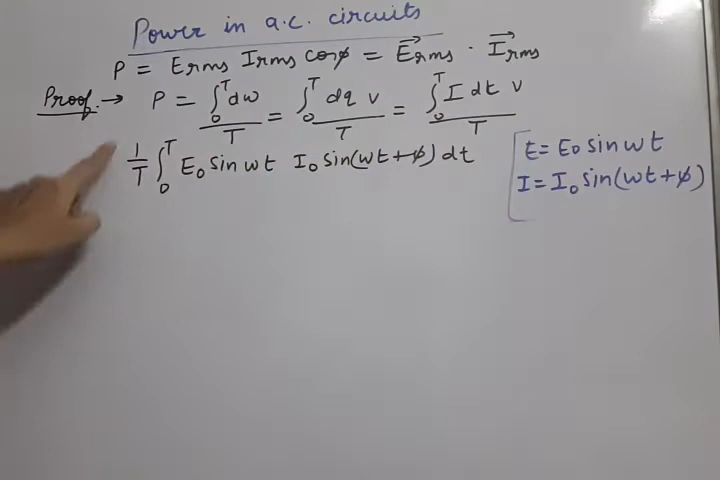 Power in a.c. circuits
P = Erms Irms cosφ = E⃗rms · I⃗rms
Proof → P = ∫₀ᵀ dω / T = ∫₀ᵀ dq v / T = ∫₀ᵀ I dt v / T
1/T ∫₀ᵀ E₀ sin ωt I₀ sin(ωt+φ) dt
E = E₀ sin ωt
I = I₀ sin(ωt+φ)